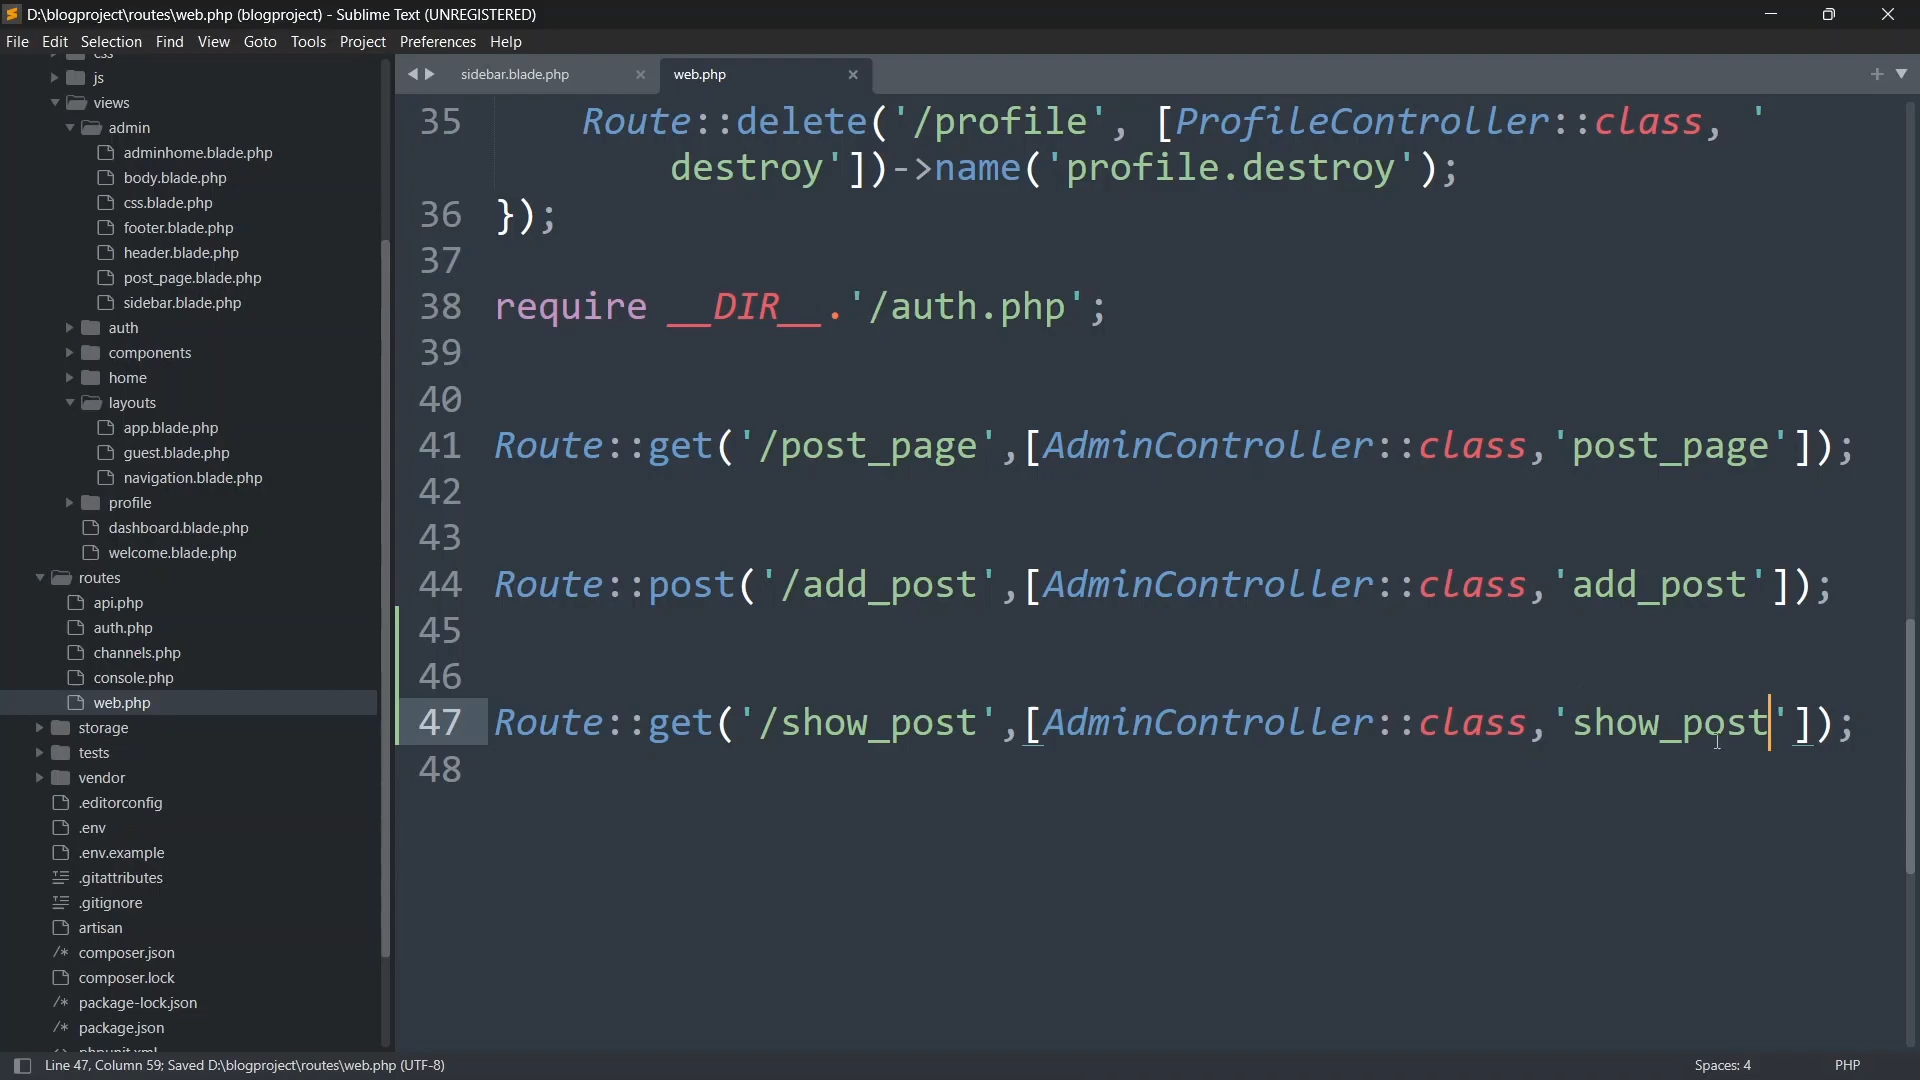 D:\blogproject\routes\web.php (blogproject) - Sublime Text (UNREGISTERED)
File Edit Selection Find View Goto Tools Project Preferences Help
css
js
views
admin
adminhome.blade.php
body.blade.php
css.blade.php
footer.blade.php
header.blade.php
post_page.blade.php
sidebar.blade.php
auth
components
home
layouts
app.blade.php
guest.blade.php
navigation.blade.php
profile
dashboard.blade.php
welcome.blade.php
routes
api.php
auth.php
channels.php
console.php
web.php
storage
tests
vendor
.editorconfig
.env
.env.example
.gitattributes
.gitignore
artisan
/* composer.json
composer.lock
/* package-lock.json
/* package.json
phpunit.xml
sidebar.blade.php × web.php ×
35 Route::delete('/profile', [ProfileController::class, '
destroy'])->name('profile.destroy');
36 });
37
38 require __DIR__.'/auth.php';
39
40
41 Route::get('/post_page',[AdminController::class,'post_page']);
42
43
44 Route::post('/add_post',[AdminController::class,'add_post']);
45
46
47 Route::get('/show_post',[AdminController::class,'show_post']);
48
Line 47, Column 59; Saved D:\blogproject\routes\web.php (UTF-8) Spaces: 4 PHP